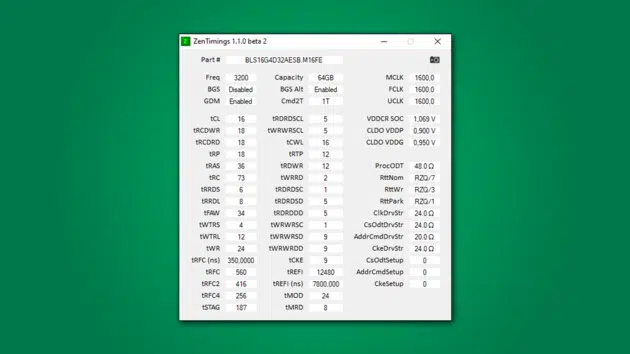 ZenTimings 1.1.0 beta 2
Part # BLS16G4D32AESB.M16FE
Freq 3200 Capacity 64GB MCLK 1600,0
BGS Disabled BGS Alt Enabled FCLK 1600,0
GDM Enabled Cmd2T 1T UCLK 1600,0
tCL 16 tRDRDSCL 5 VDDCR SOC 1,069 V
tRCDWR 18 tWRWRSCL 5 CLDO VDDP 0,900 V
tRCDRD 18 tCWL 16 CLDO VDDG 0,950 V
tRP 18 tRTP 12
tRAS 36 tRDWR 12 ProcODT 48.0 Ω
tRC 73 tWRRD 2 RttNom RZQ/7
tRRDS 6 tRDRDSC 1 RttWr RZQ/3
tRRDL 8 tRDRDSD 5 RttPark RZQ/1
tFAW 34 tRDRDDD 5 ClkDrvStr 24.0 Ω
tWTRS 4 tWRWRSC 1 CsOdtDrvStr 24.0 Ω
tWTRL 12 tWRWRSD 9 AddrCmdDrvStr 20.0 Ω
tWR 24 tWRWRDD 9 CkeDrvStr 24.0 Ω
tRFC (ns) 350,0000 tCKE 9 CsOdtSetup 0
tRFC 560 tREFI 12480 AddrCmdSetup 0
tRFC2 416 tREFI (ns) 7800,000 CkeSetup 0
tRFC4 256 tMOD 24
tSTAG 187 tMRD 8